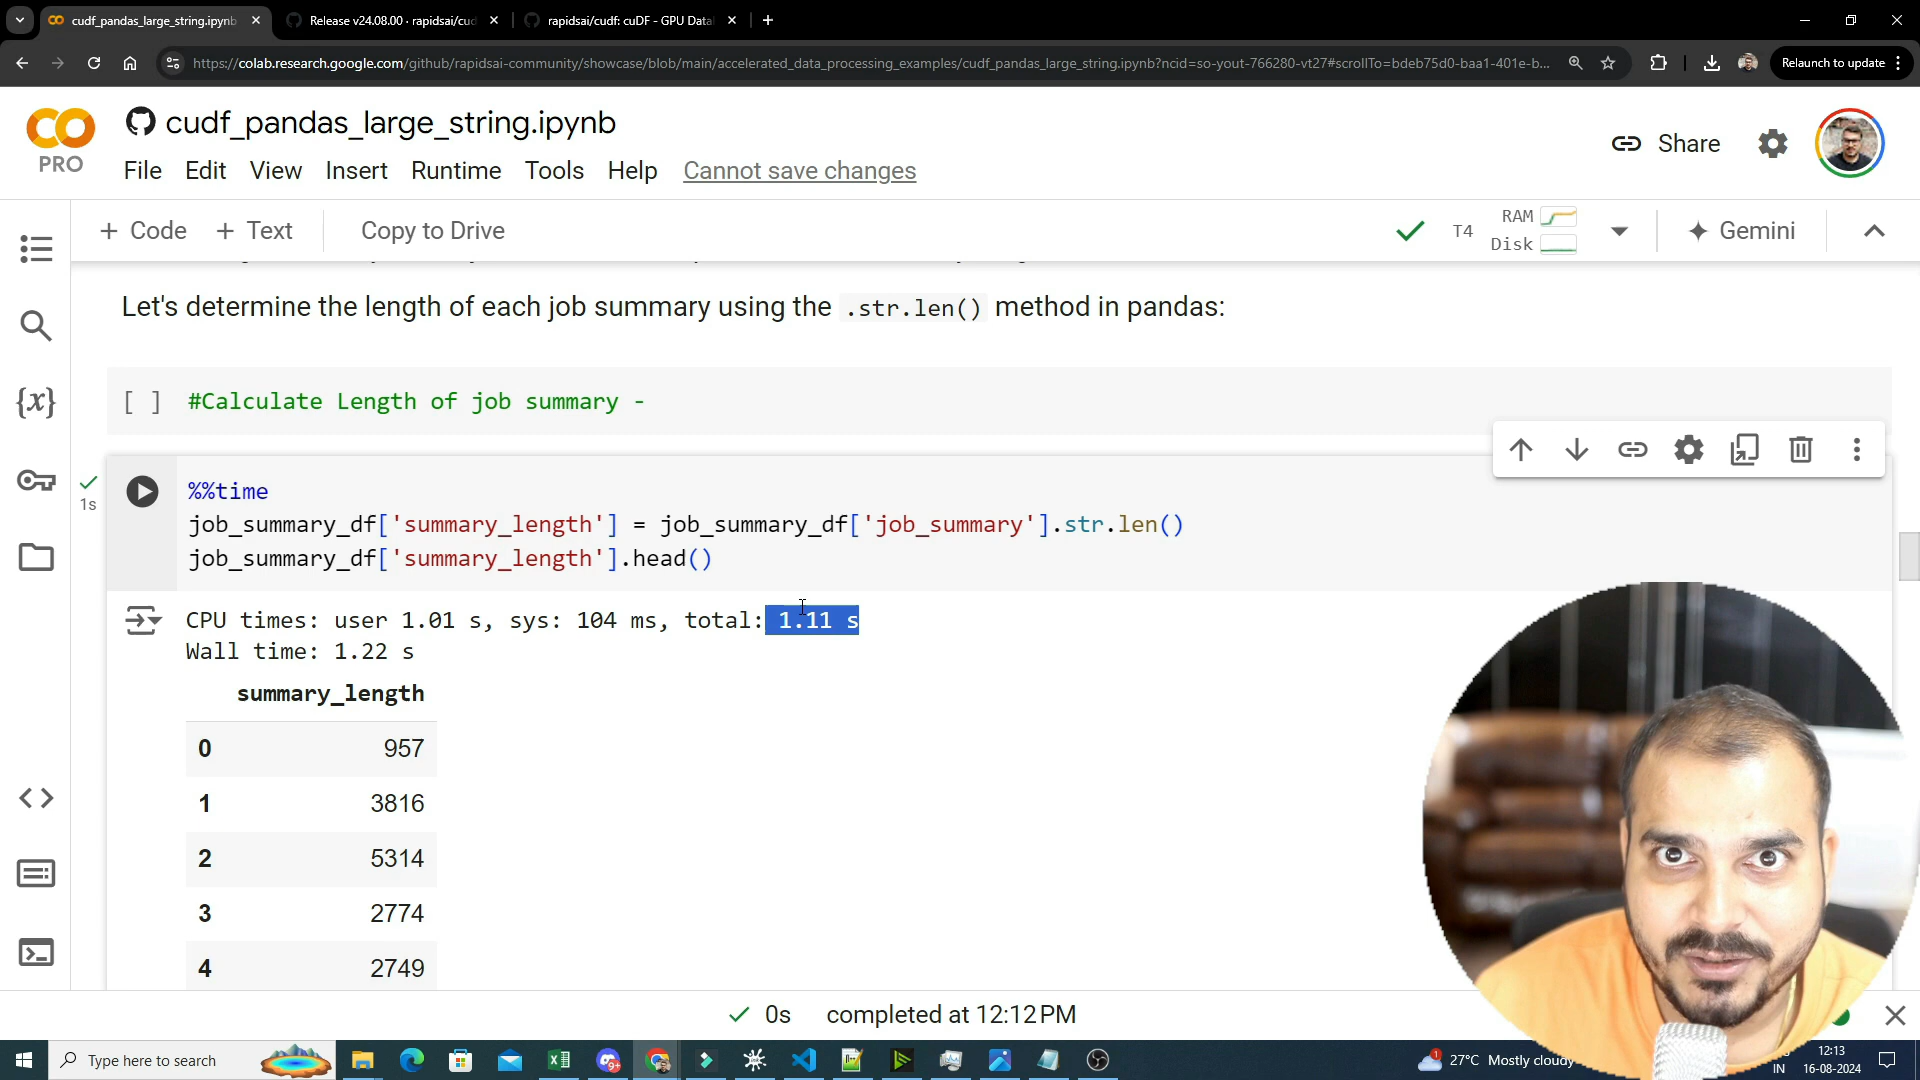 cudf_pandas_large_string.ipynb
Release v24.08.00 · rapidsai/cud
rapidsai/cudf: cuDF - GPU Data
https://colab.research.google.com/github/rapidsai-community/showcase/blob/main/accelerated_data_processing_examples/cudf_pandas_large_string.ipynb?ncid=so-yout-766280-vt27#scrollTo=bdeb75d0-baa1-401e-b...
Relaunch to update
PRO
cudf_pandas_large_string.ipynb
File Edit View Insert Runtime Tools Help Cannot save changes
Share
+ Code + Text Copy to Drive
T4
RAM
Disk
Gemini
Let's determine the length of each job summary using the .str.len() method in pandas:
[ ] #Calculate Length of job summary -
1s
%%time
job_summary_df['summary_length'] = job_summary_df['job_summary'].str.len()
job_summary_df['summary_length'].head()
CPU times: user 1.01 s, sys: 104 ms, total: 1.11 s
Wall time: 1.22 s
summary_length
0 957
1 3816
2 5314
3 2774
4 2749
0s completed at 12:12 PM
Type here to search
27°C Mostly cloudy
IN
12:13
16-08-2024